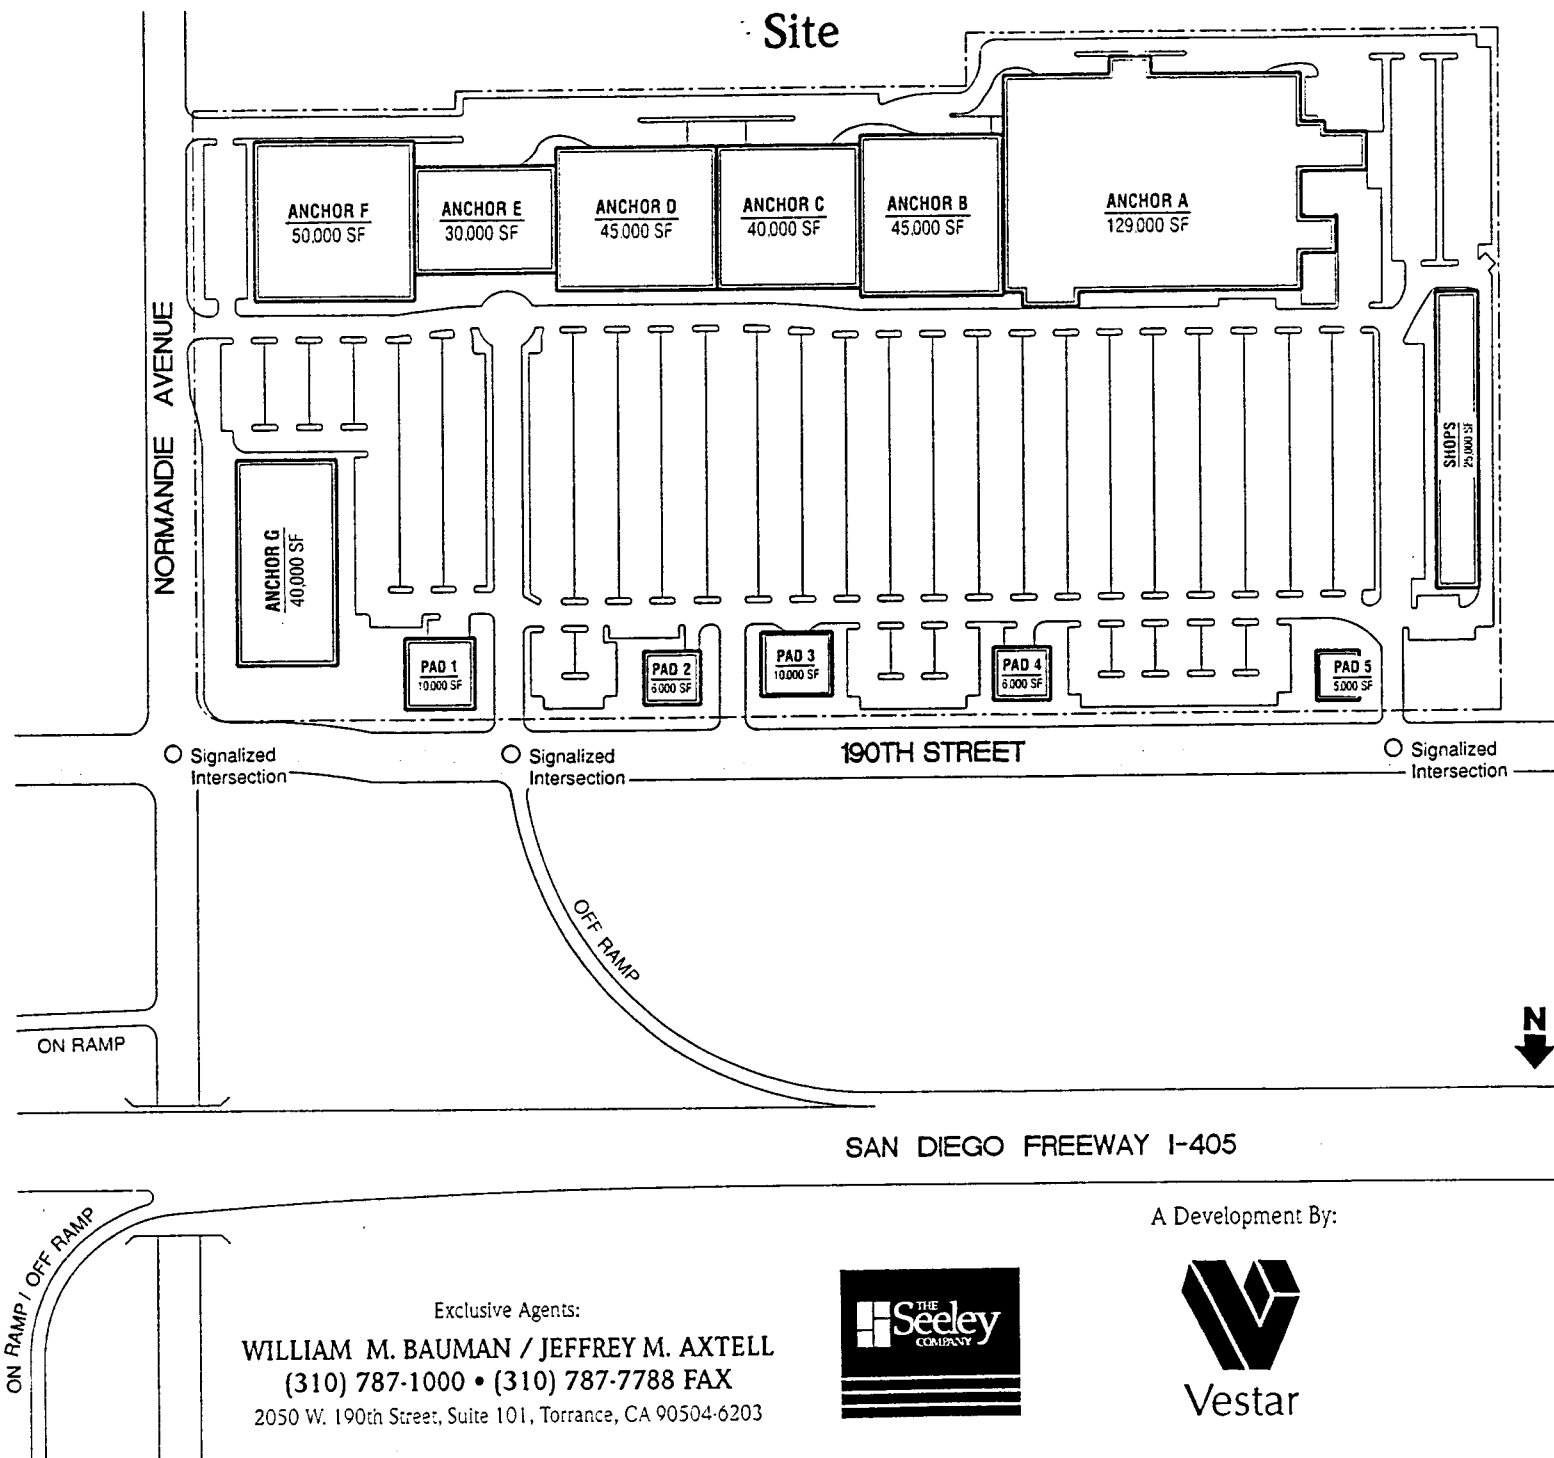 Site
ANCHOR F
50,000 SF
ANCHOR E
30,000 SF
ANCHOR D
45,000 SF
ANCHOR C
40,000 SF
ANCHOR B
45,000 SF
ANCHOR A
129,000 SF
NORMANDIE AVENUE
ANCHOR G
40,000 SF
SHOPS
25,000 SF
PAD 1
10,000 SF
PAD 2
6,000 SF
PAD 3
10,000 SF
PAD 4
6,000 SF
PAD 5
5,000 SF
Signalized
Intersection
Signalized
Intersection
190TH STREET
Signalized
Intersection
OFF RAMP
ON RAMP
N
SAN DIEGO FREEWAY I-405
ON RAMP / OFF RAMP
A Development By:
Exclusive Agents:
WILLIAM M. BAUMAN / JEFFREY M. AXTELL
(310) 787-1000 • (310) 787-7788 FAX
2050 W. 190th Street, Suite 101, Torrance, CA 90504-6203
THE
Seeley
COMPANY
Vestar